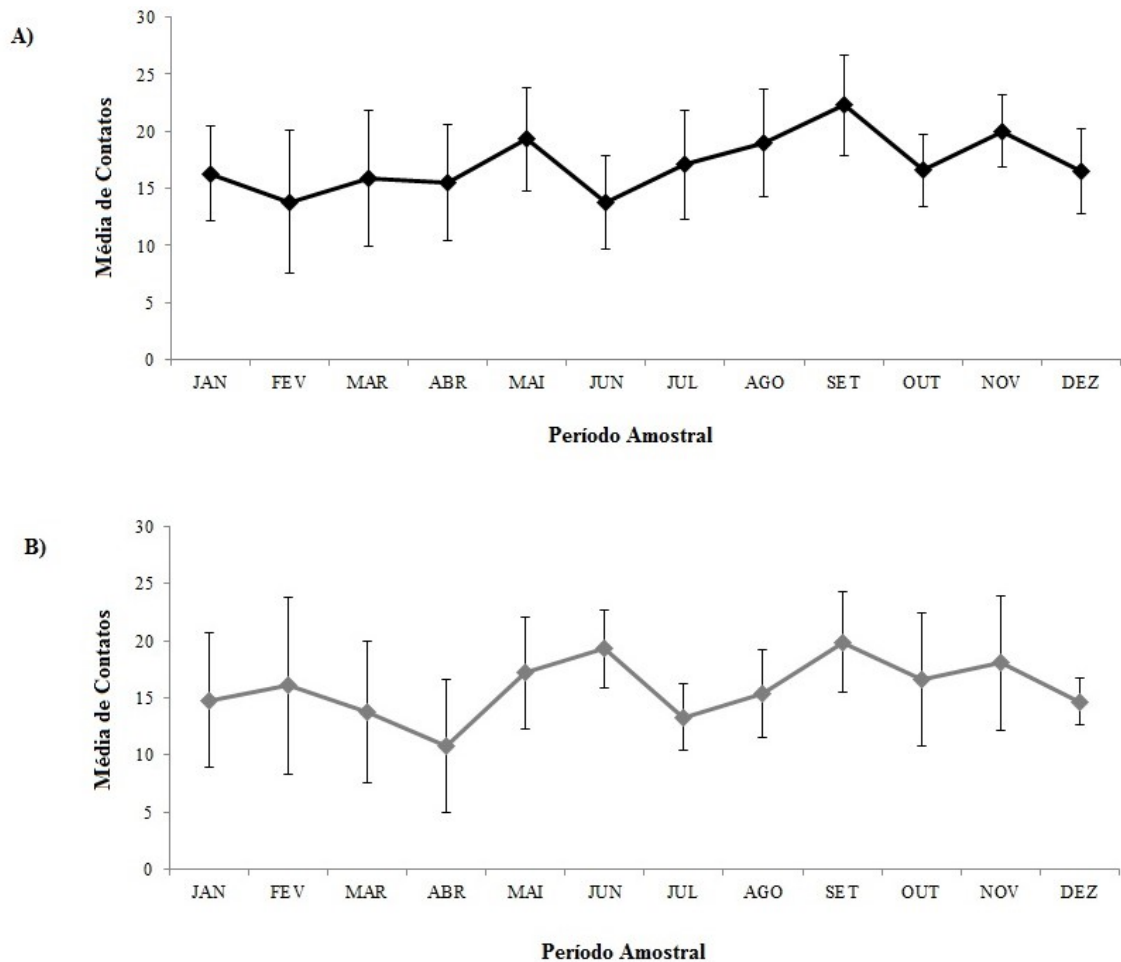 A)
Média de Contatos
30
25
20
15
10
5
0
JAN FEV MAR ABR MAI JUN JUL AGO SET OUT NOV DEZ
Período Amostral
B)
Média de Contatos
30
25
20
15
10
5
0
JAN FEV MAR ABR MAI JUN JUL AGO SET OUT NOV DEZ
Período Amostral